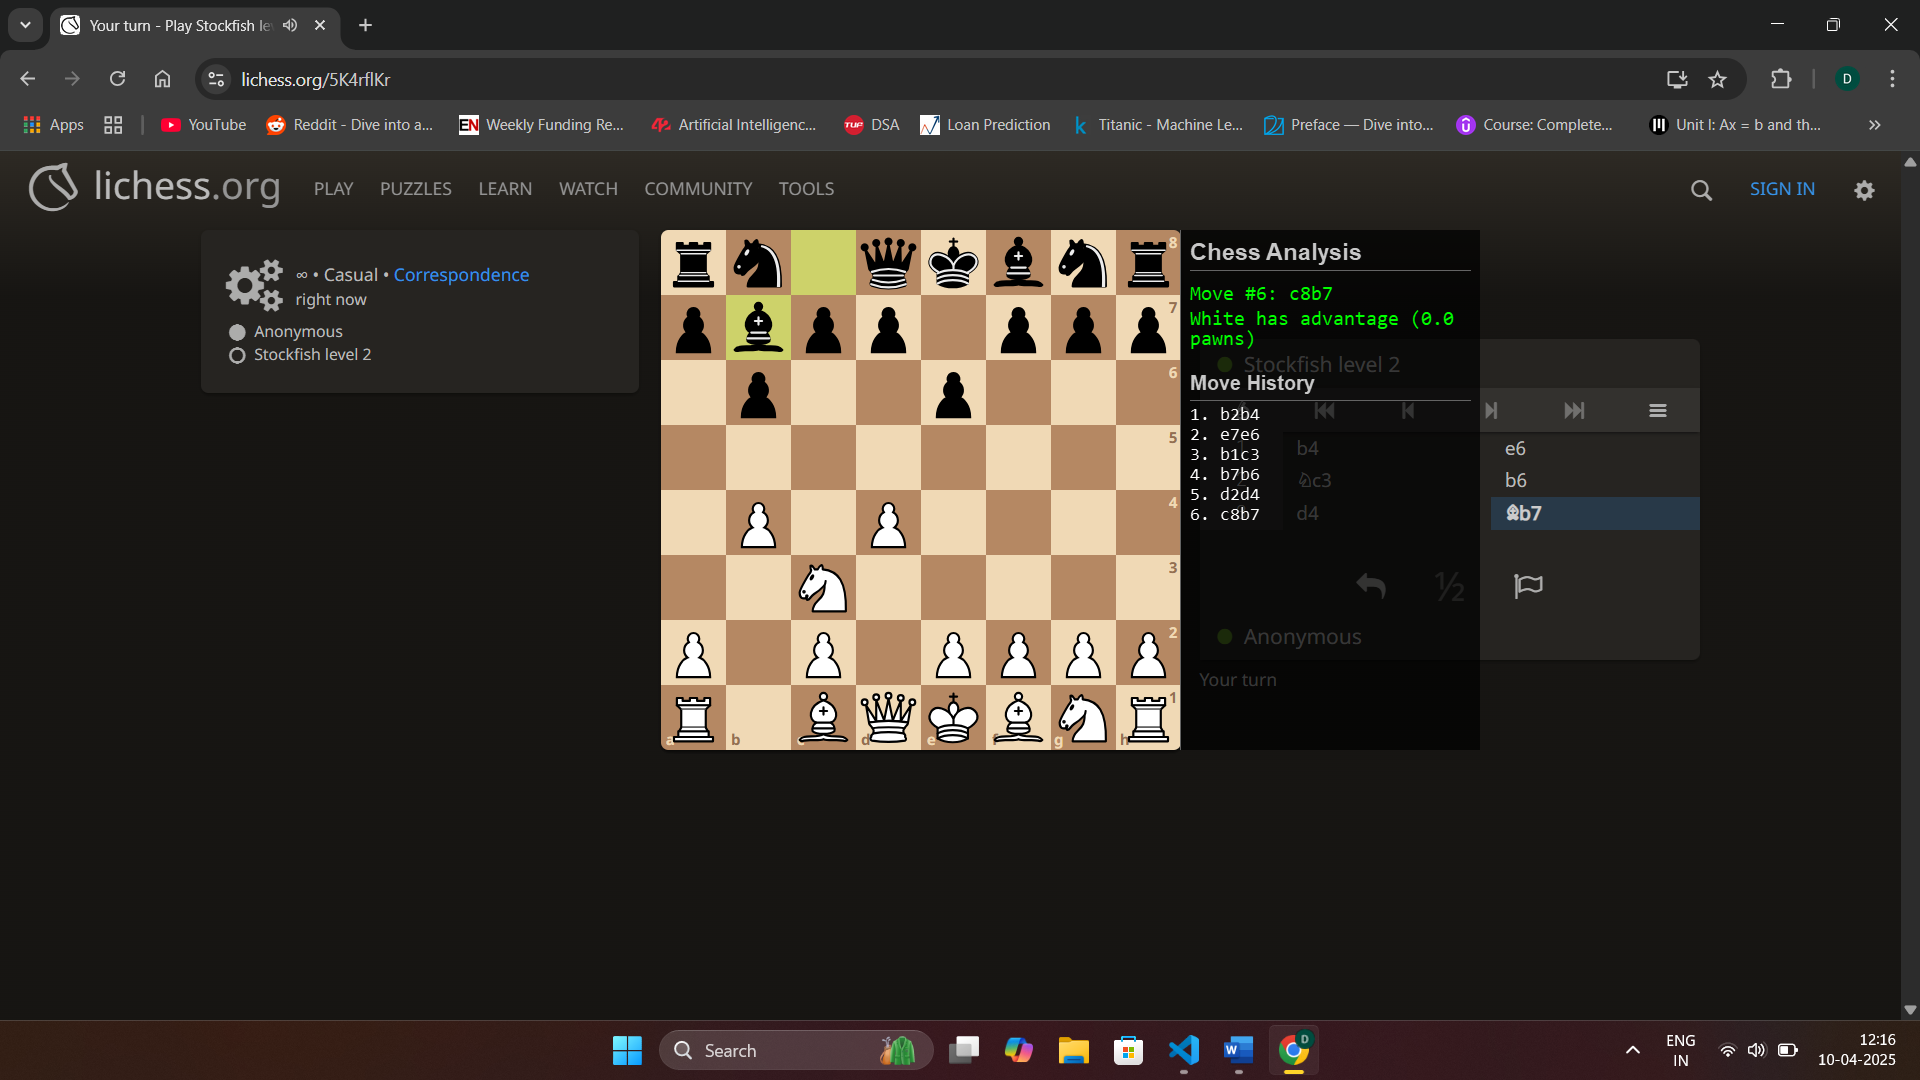 Your turn - Play Stockfish le
lichess.org/5K4rflKr
D
Apps
YouTube
Reddit - Dive into a...
EN Weekly Funding Re...
Artificial Intelligenc...
TUF DSA
Loan Prediction
k Titanic - Machine Le...
Preface — Dive into...
Course: Complete...
Unit I: Ax = b and th...
lichess.org
PLAY
PUZZLES
LEARN
WATCH
COMMUNITY
TOOLS
SIGN IN
∞ • Casual • Correspondence
right now
Anonymous
Stockfish level 2
8
7
6
5
4
3
2
1
a b c d e f g h
Chess Analysis
Move #6: c8b7
White has advantage (0.0
pawns)
Stockfish level 2
Move History
1. b2b4
2. e7e6
3. b1c3
4. b7b6
5. d2d4
6. c8b7
b4 e6
♘c3 b6
d4 ♝b7
½
Anonymous
Your turn
Search
W
D
ENG
IN
12:16
10-04-2025